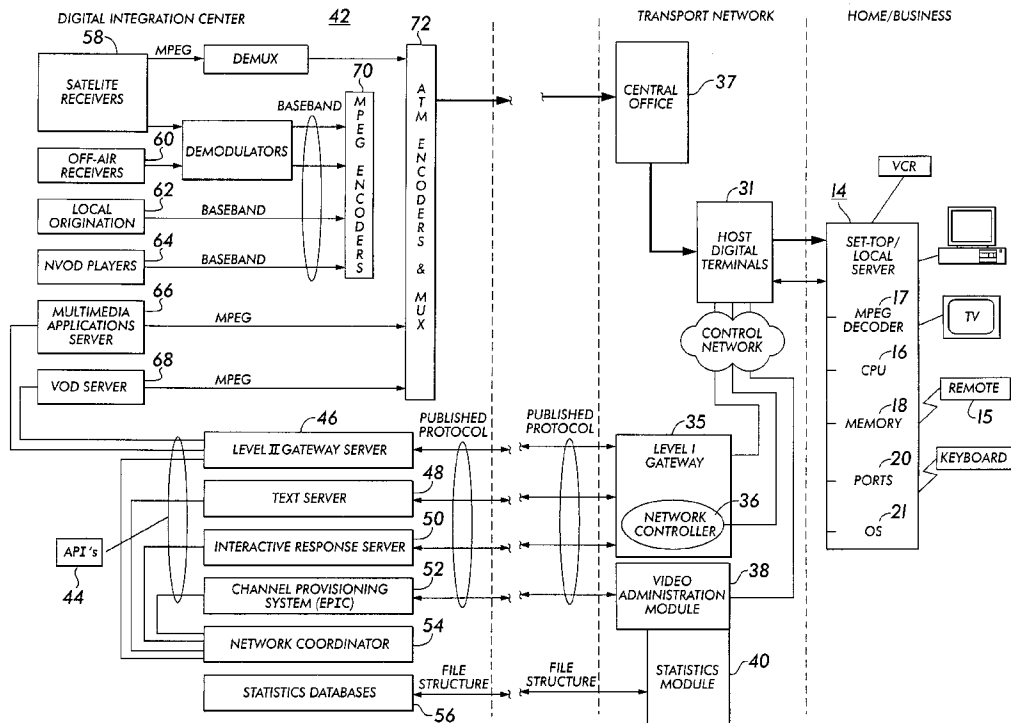 DIGITAL INTEGRATION CENTER
42
TRANSPORT NETWORK
HOME/BUSINESS
58
SATELITE
RECEIVERS
MPEG
DEMUX
72
ATM ENCODERS & MUX
70
MPEG ENCODERS
BASEBAND
DEMODULATORS
60
OFF-AIR
RECEIVERS
62
LOCAL
ORIGINATION
BASEBAND
64
NVOD PLAYERS
BASEBAND
66
MULTIMEDIA
APPLICATIONS
SERVER
MPEG
68
VOD SERVER
MPEG
CENTRAL
OFFICE
37
31
HOST
DIGITAL
TERMINALS
CONTROL
NETWORK
VCR
14
SET-TOP/
LOCAL
SERVER
17
MPEG
DECODER
TV
16
CPU
18
MEMORY
REMOTE
15
20
PORTS
KEYBOARD
21
OS
46
LEVEL II GATEWAY SERVER
PUBLISHED
PROTOCOL
PUBLISHED
PROTOCOL
35
LEVEL I
GATEWAY
36
NETWORK
CONTROLLER
48
TEXT SERVER
50
INTERACTIVE RESPONSE SERVER
API's
44
52
CHANNEL PROVISIONING
SYSTEM (EPIC)
38
VIDEO
ADMINISTRATION
MODULE
54
NETWORK COORDINATOR
STATISTICS
MODULE
40
STATISTICS DATABASES
56
FILE
STRUCTURE
FILE
STRUCTURE